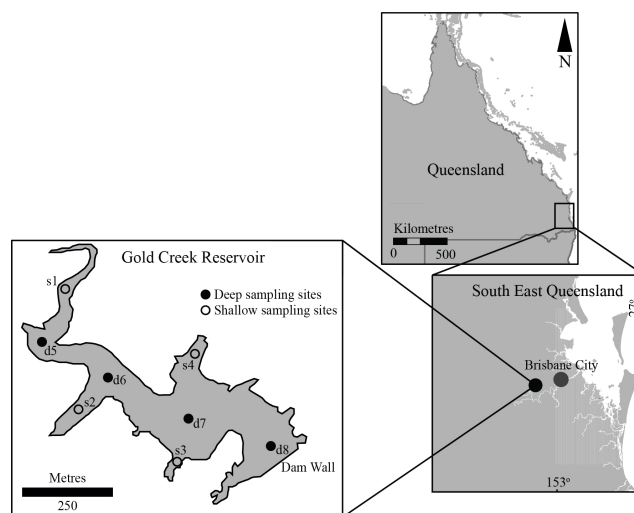 N
Queensland
Kilometres
0 500
Gold Creek Reservoir
s1
Deep sampling sites
Shallow sampling sites
d5
s4
d6
s2
d7
s3
d8
Dam Wall
Metres
250
South East Queensland
27°
Brisbane City
153°